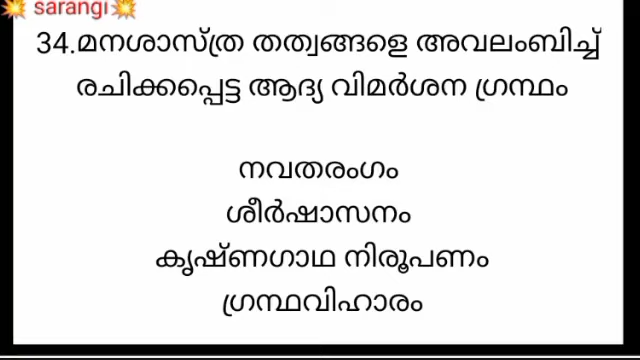 💥 sarangi💥
34.മനശാസ്ത്ര തത്വങ്ങളെ അവലംബിച്ച്
രചിക്കപ്പെട്ട ആദ്യ വിമർശന ഗ്രന്ഥം
നവതരംഗം
ശീർഷാസനം
കൃഷ്ണഗാഥ നിരൂപണം
ഗ്രന്ഥവിഹാരം